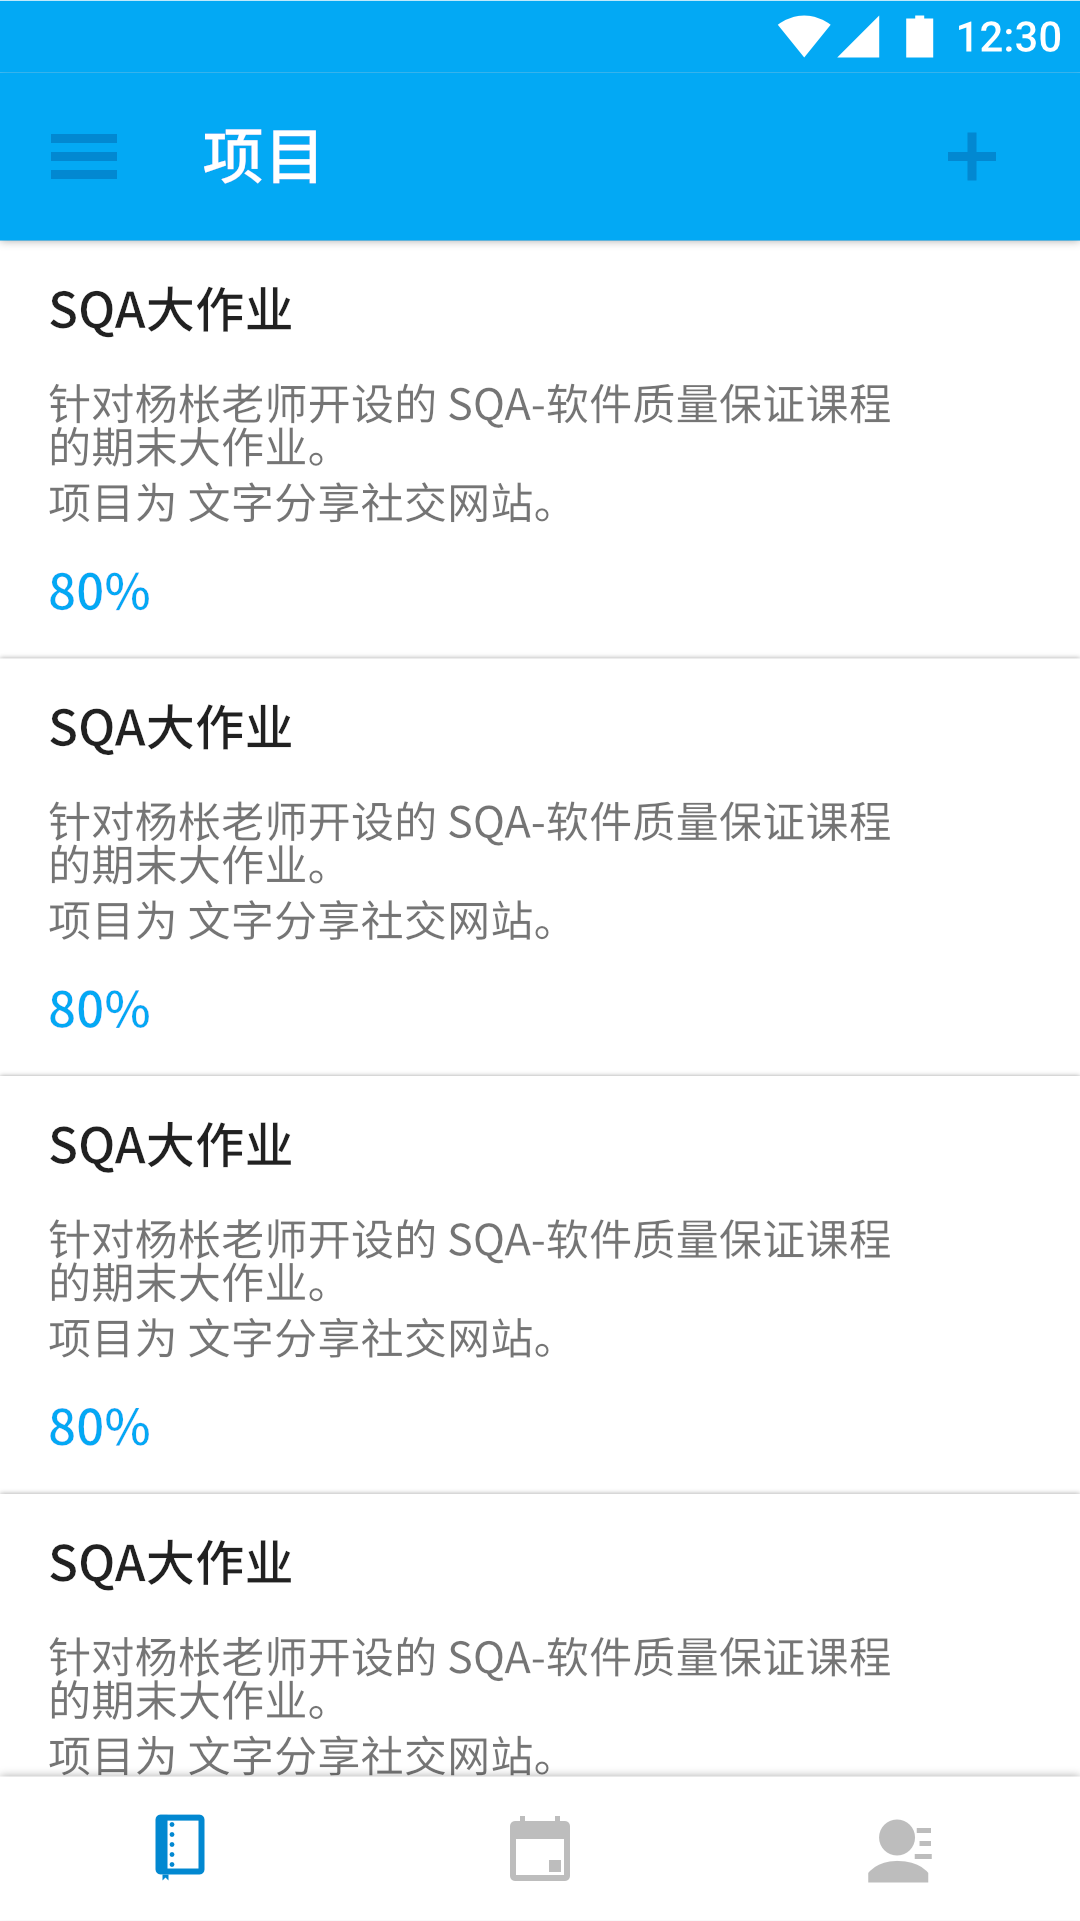 12:30
项目
SQA大作业
针对杨枨老师开设的 SQA-软件质量保证课程
的期末大作业。
项目为 文字分享社交网站。
80%
SQA大作业
针对杨枨老师开设的 SQA-软件质量保证课程
的期末大作业。
项目为 文字分享社交网站。
80%
SQA大作业
针对杨枨老师开设的 SQA-软件质量保证课程
的期末大作业。
项目为 文字分享社交网站。
80%
SQA大作业
针对杨枨老师开设的 SQA-软件质量保证课程
的期末大作业。
项目为 文字分享社交网站。